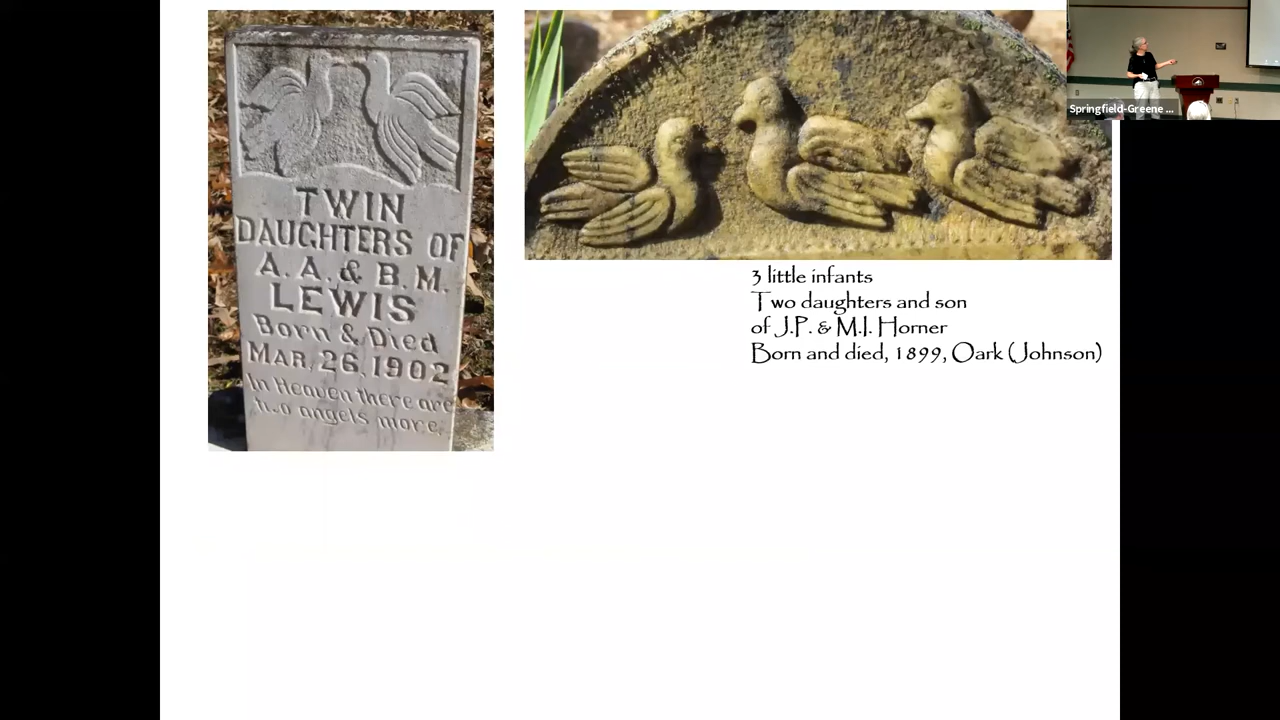 TWIN
DAUGHTERS OF
A. A. & B. M.
LEWIS
Born & Died
MAR. 26, 1902
In Heaven there are
two angels more.
3 little infants
Two daughters and son
of J.P. & M.I. Horner
Born and died, 1899, Oark (Johnson)
Springfield-Greene ...